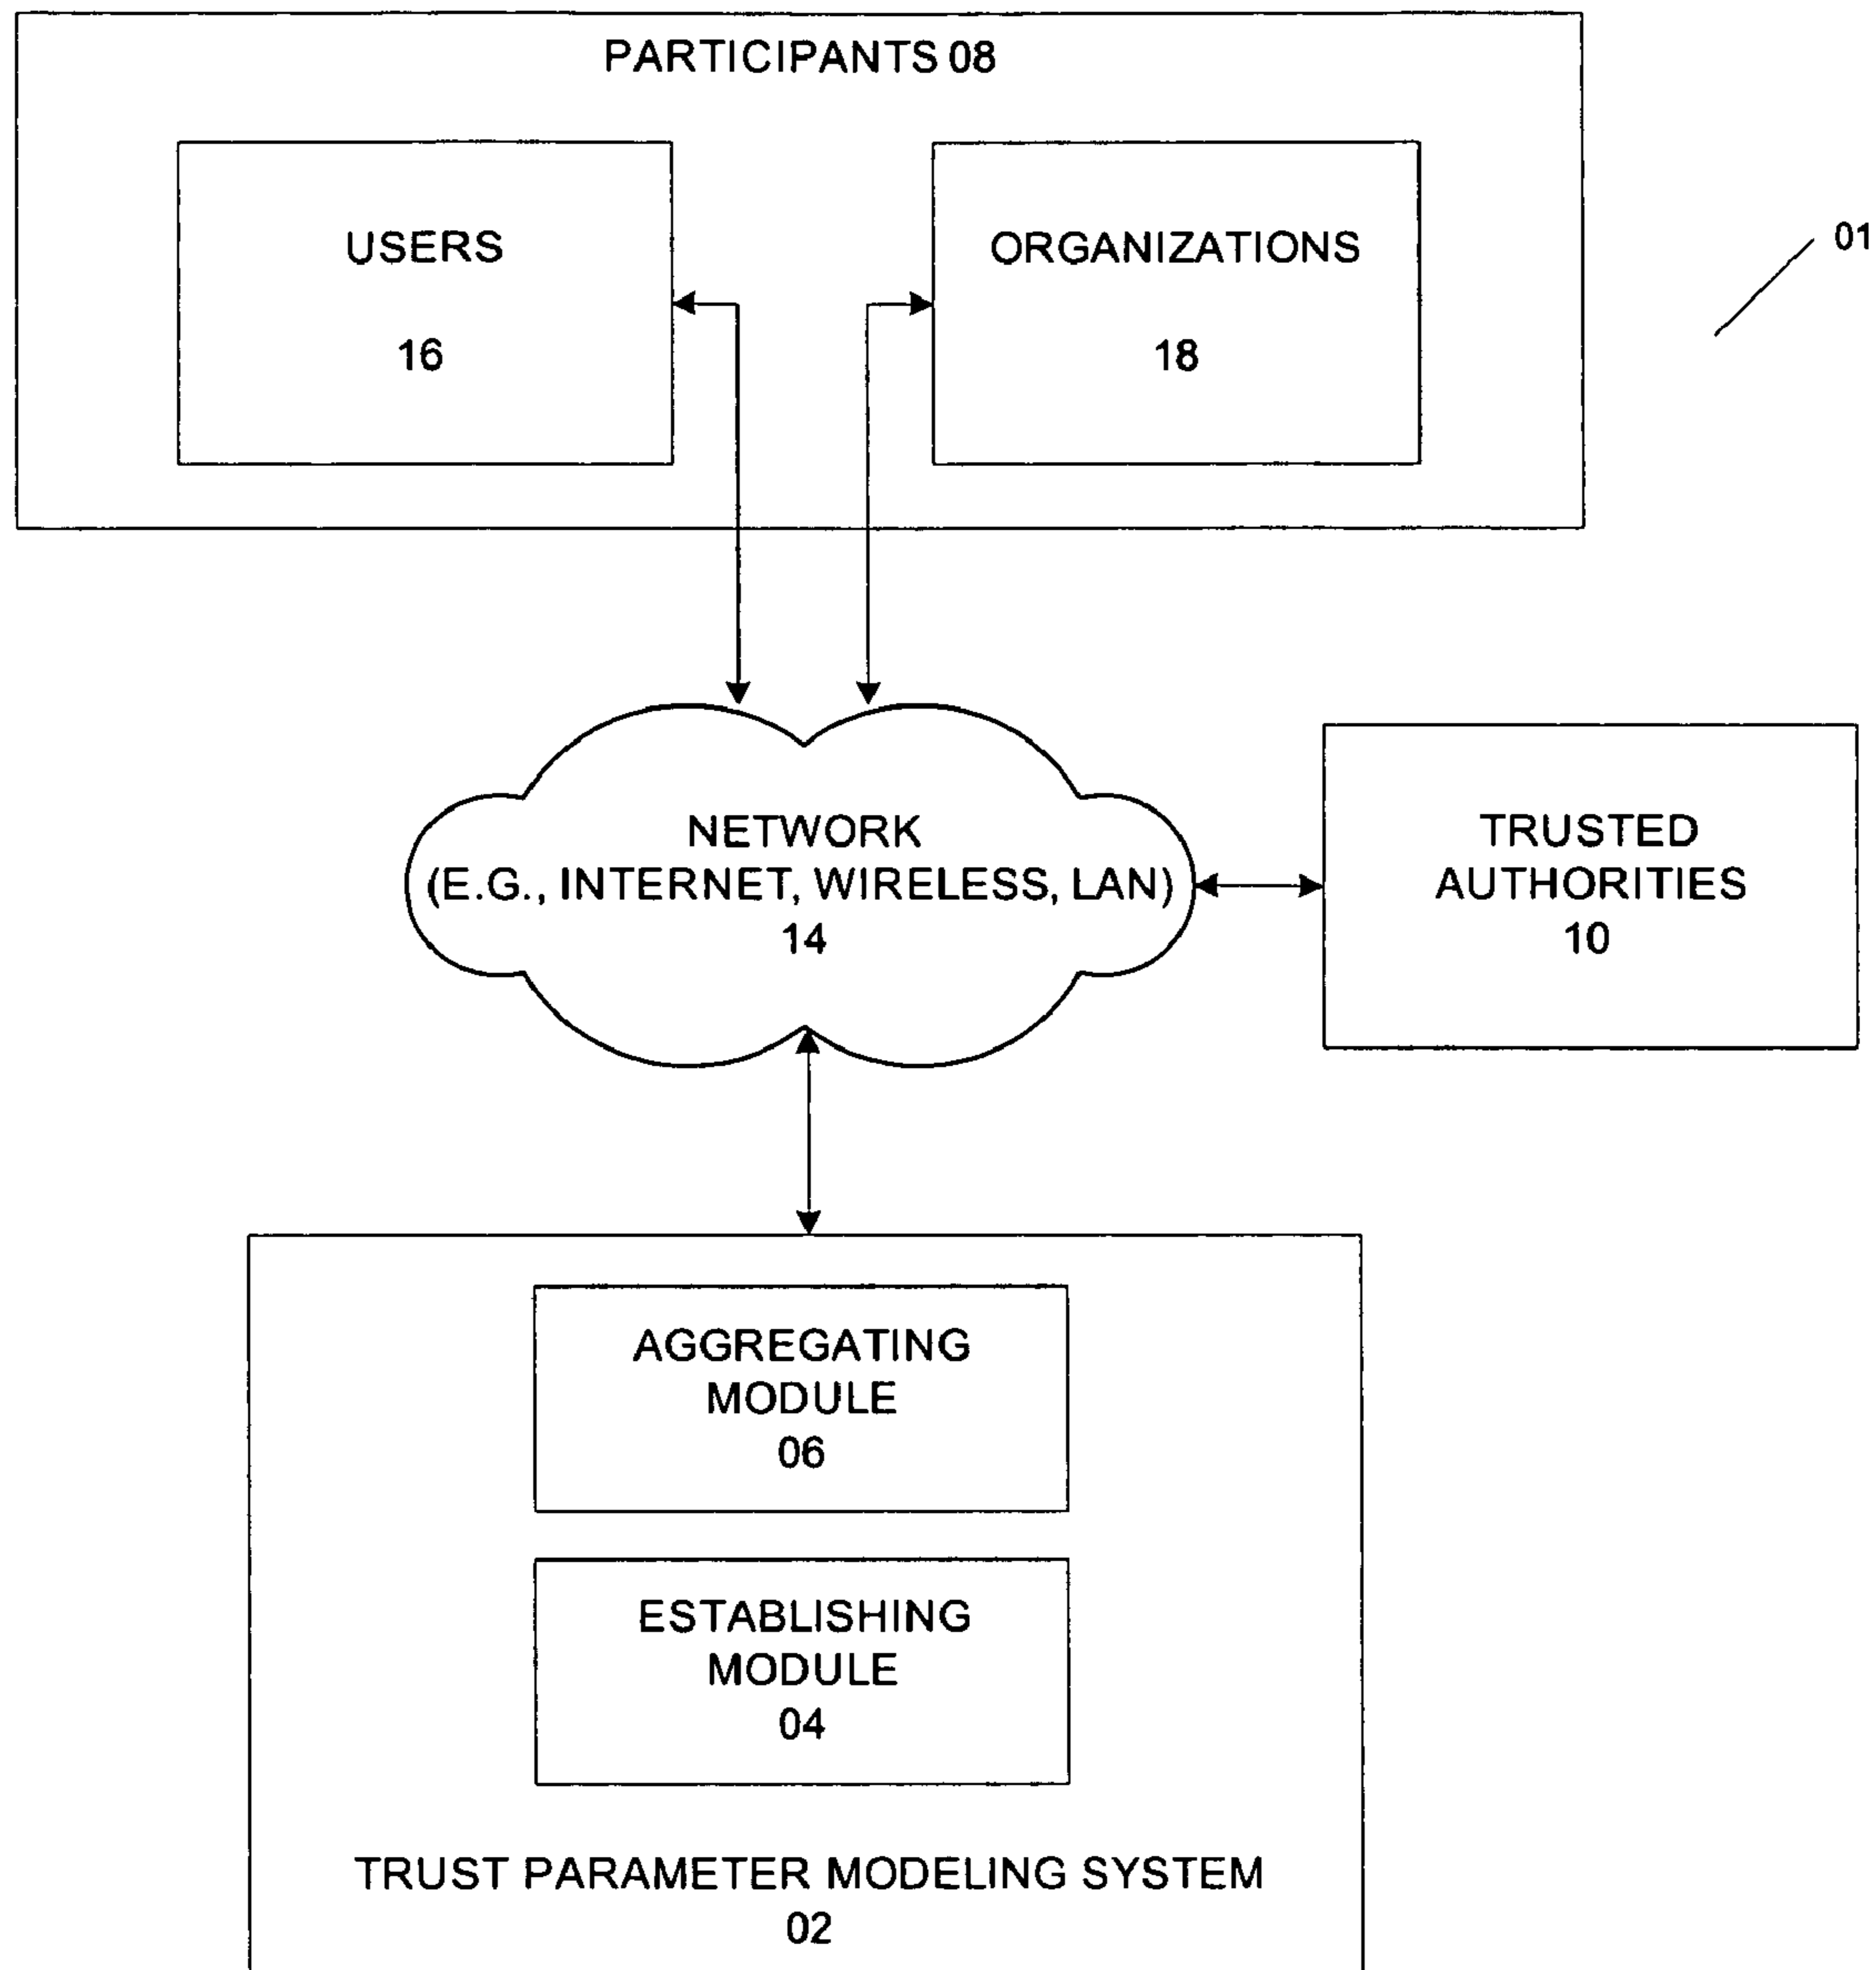 PARTICIPANTS 08
USERS
16
ORGANIZATIONS
18
01
NETWORK
(E.G., INTERNET, WIRELESS, LAN)
14
TRUSTED
AUTHORITIES
10
AGGREGATING
MODULE
06
ESTABLISHING
MODULE
04
TRUST PARAMETER MODELING SYSTEM
02